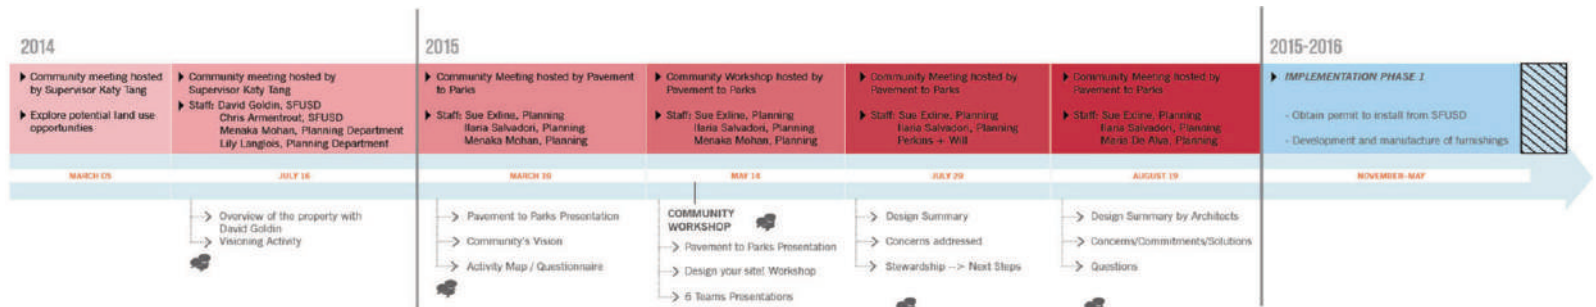 2014
2015
2015-2016
Community meeting hosted
by Supervisor Katy Tang
Explore potential land use
opportunities
Community meeting hosted by
Supervisor Katy Tang
Staff: David Goldin, SFUSD
Chris Armentrout, SFUSD
Menaka Mohan, Planning Department
Lily Langlois, Planning Department
Community Meeting hosted by Pavement
to Parks
Staff: Sue Exline, Planning
Ilaria Salvadori, Planning
Menaka Mohan, Planning
Community Workshop hosted by
Pavement to Parks
Staff: Sue Exline, Planning
Ilaria Salvadori, Planning
Menaka Mohan, Planning
Community Meeting hosted by
Pavement to Parks
Staff: Sue Exline, Planning
Ilaria Salvadori, Planning
Perkins + Will
Community Meeting hosted by
Pavement to Parks
Staff: Sue Exline, Planning
Ilaria Salvadori, Planning
Maria De Alva, Planning
IMPLEMENTATION PHASE 1
- Obtain permit to install from SFUSD
- Development and manufacture of furnishings
MARCH 05
JULY 16
MARCH
MAY 16
JULY 20
AUGUST 19
NOVEMBER-MAY
Overview of the property with
David Goldin
Visioning Activity
Pavement to Parks Presentation
Community's Vision
Activity Map / Questionnaire
COMMUNITY
WORKSHOP
Pavement to Parks Presentation
Design your site! Workshop
6 Teams Presentations
Design Summary
Concerns addressed
Stewardship --> Next Steps
Design Summary by Architects
Concerns/Commitments/Solutions
Questions